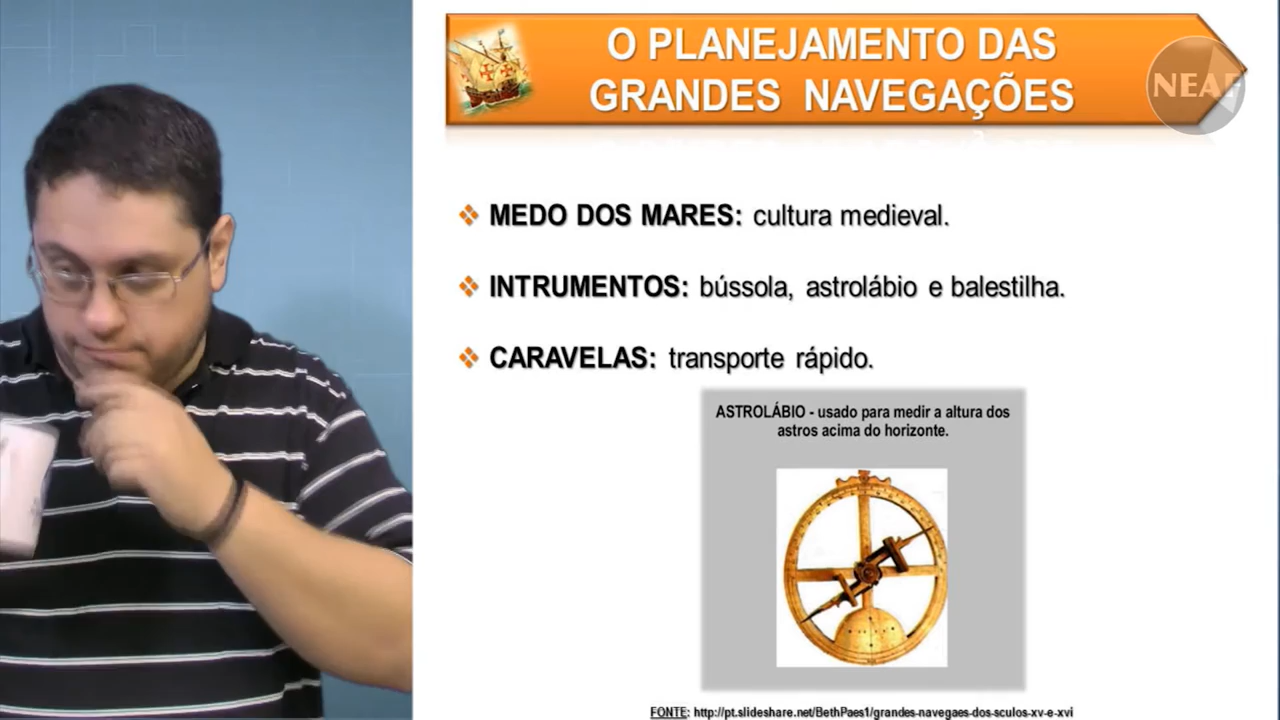 O PLANEJAMENTO DAS
GRANDES NAVEGAÇÕES
NEAF
MEDO DOS MARES: cultura medieval.
INTRUMENTOS: bússola, astrolábio e balestilha.
CARAVELAS: transporte rápido.
ASTROLÁBIO - usado para medir a altura dos
astros acima do horizonte.
FONTE: http://pt.slideshare.net/BethPaes1/grandes-navegaes-dos-sculos-xv-e-xvi